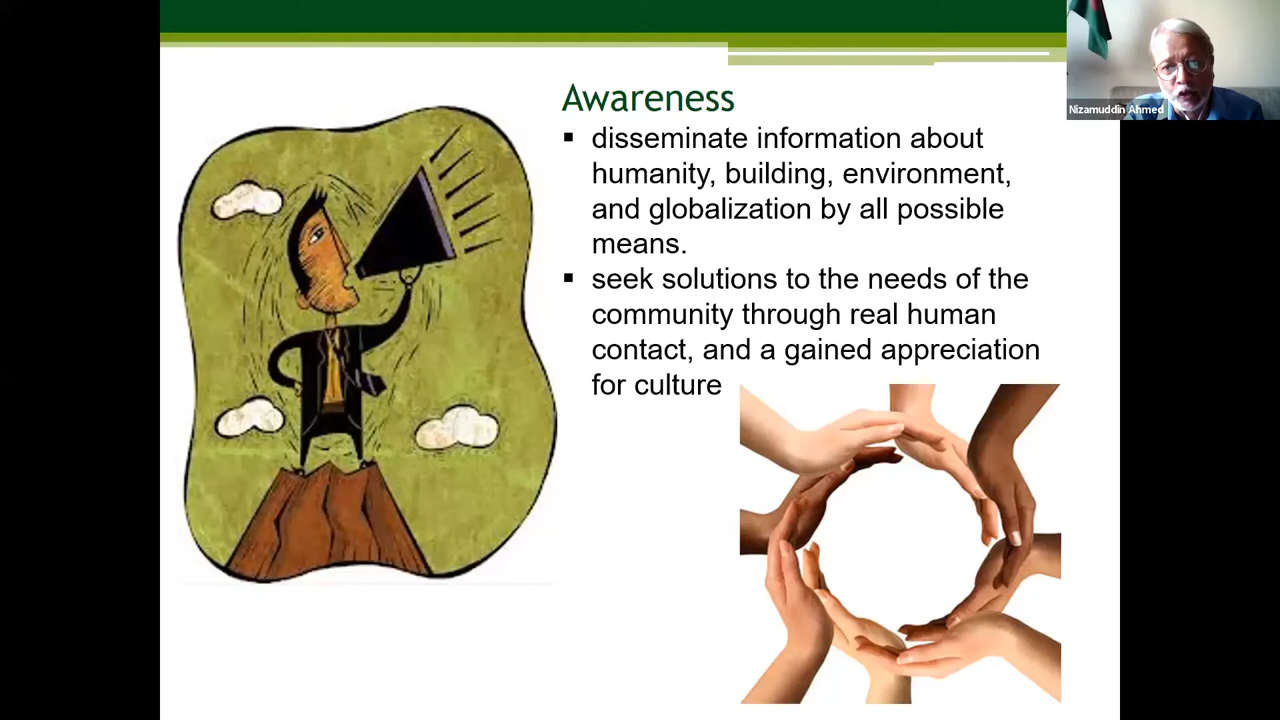 Awareness
▪ disseminate information about
humanity, building, environment,
and globalization by all possible
means.
▪ seek solutions to the needs of the
community through real human
contact, and a gained appreciation
for culture
Nizamuddin Ahmed